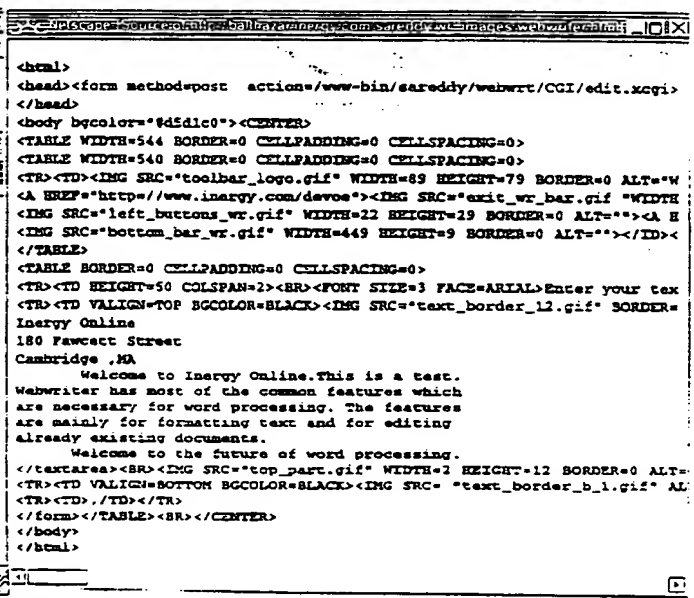 Netscape - Source of:
<html>
<head><form method=post action=/www-bin/sareddy/webwrt/CGI/edit.xcgi>
</head>
<body bgcolor="#d5d1c0"><CENTER>
<TABLE WIDTH=544 BORDER=0 CELLPADDING=0 CELLSPACING=0>
<TABLE WIDTH=540 BORDER=0 CELLPADDING=0 CELLSPACING=0>
<TR><TD><IMG SRC="toolbar_logo.gif" WIDTH=89 HEIGHT=79 BORDER=0 ALT="W
<A HREF="http=//www.inergy.com/devoe"><IMG SRC="exit_wr_bar.gif "WIDTH
<IMG SRC="left_buttons_wr.gif" WIDTH=22 HEIGHT=29 BORDER=0 ALT=""><A H
<IMG SRC="bottom_bar_wr.gif" WIDTH=449 HEIGHT=9 BORDER=0 ALT=""></TD><
</TABLE>
<TABLE BORDER=0 CELLPADDING=0 CELLSPACING=0>
<TR><TD HEIGHT=50 COLSPAN=2><BR><FONT SIZE=3 FACE=ARIAL>Enter your tex
<TR><TD VALIGN=TOP BGCOLOR=BLACK><IMG SRC="text_border_12.gif" BORDER=
Inergy Online
180 Fawcett Street
Cambridge ,MA
Welcome to Inergy Online.This is a test.
Webwriter has most of the common features which
are necessary for word processing. The features
are mainly for formatting text and for editing
already existing documents.
Welcome to the future of word processing.
</textarea><BR><IMG SRC="top_part.gif" WIDTH=2 HEIGHT=12 BORDER=0 ALT=
<TR><TD VALIGN=BOTTOM BGCOLOR=BLACK><IMG SRC= "text_border_b_1.gif" AL
<TR><TD>,/TD></TR>
</form></TABLE><BR></CENTER>
</body>
</html>